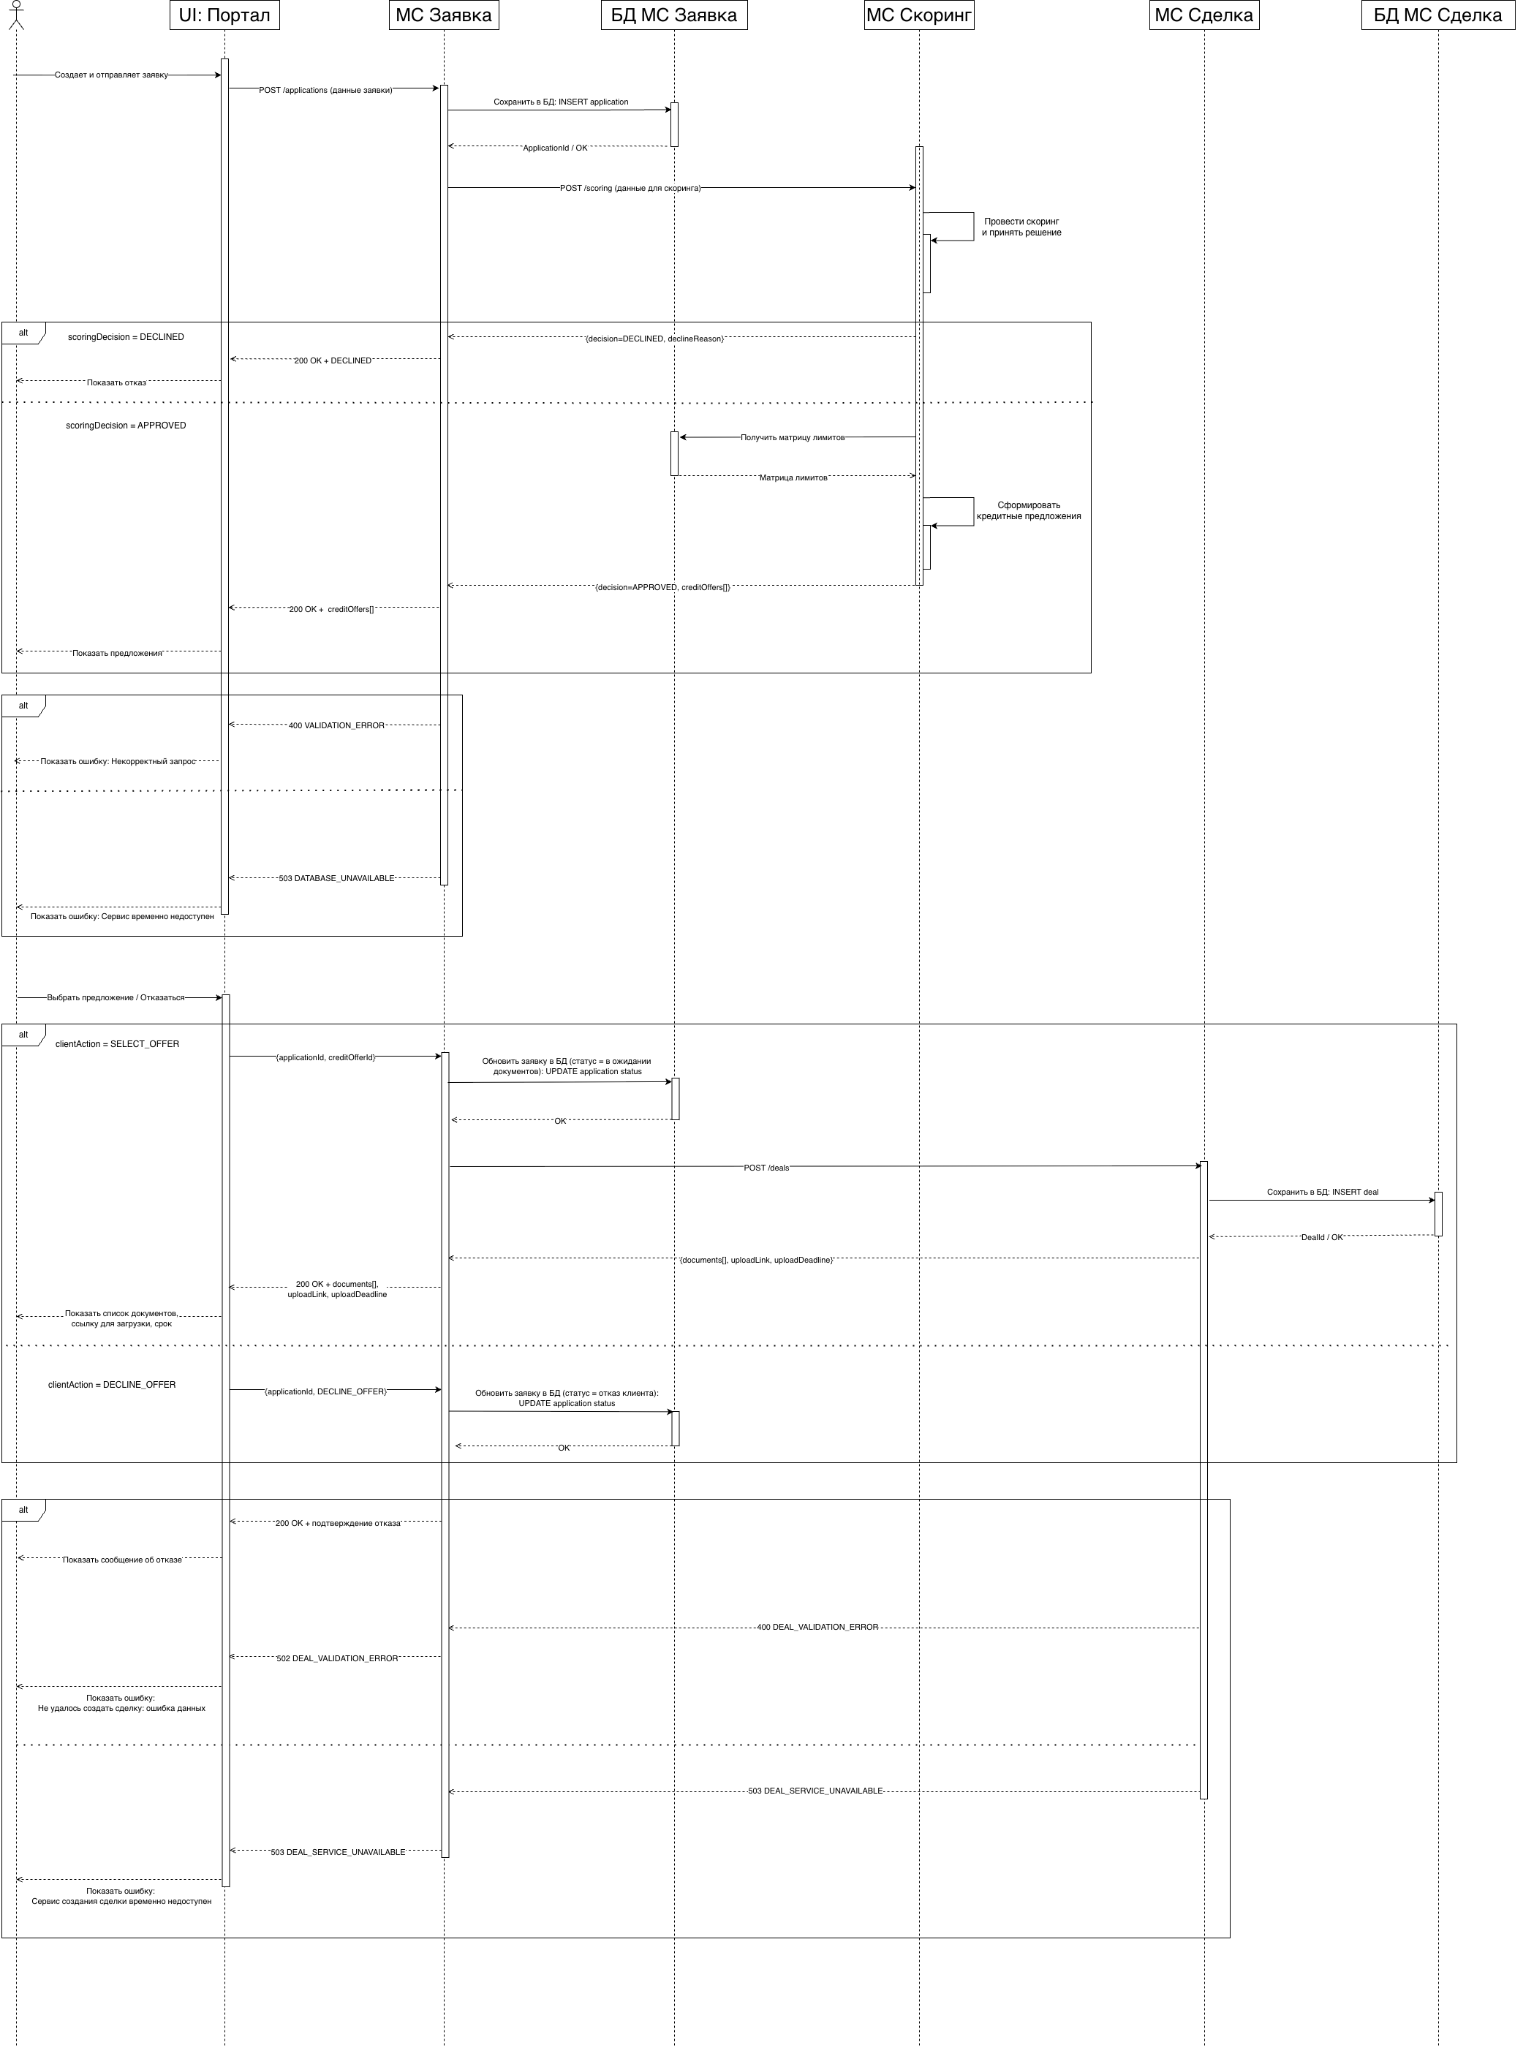 UI: Портал
МС Заявка
БД МС Заявка
МС Скоринг
МС Сделка
БД МС Сделка
Создает и отправляет заявку
POST /applications (данные заявки)
Сохранить в БД: INSERT application
ApplicationId / OK
POST /scoring (данные для скоринга)
Провести скоринг
и принять решение
alt
scoringDecision = DECLINED
{decision=DECLINED, declineReason}
200 OK + DECLINED
Показать отказ
scoringDecision = APPROVED
Получить матрицу лимитов
Матрица лимитов
Сформировать
кредитные предложения
{decision=APPROVED, creditOffers[]}
200 OK + creditOffers[]
Показать предложения
alt
400 VALIDATION_ERROR
Показать ошибку: Некорректный запрос
503 DATABASE_UNAVAILABLE
Показать ошибку: Сервис временно недоступен
Выбрать предложение / Отказаться
alt
clientAction = SELECT_OFFER
{applicationId, creditOfferId}
Обновить заявку в БД (статус = в ожидании
документов): UPDATE application status
OK
POST /deals
Сохранить в БД: INSERT deal
DealId / OK
{documents[], uploadLink, uploadDeadline}
200 OK + documents[],
uploadLink, uploadDeadline
Показать список документов,
ссылку для загрузки, срок
clientAction = DECLINE_OFFER
{applicationId, DECLINE_OFFER}
Обновить заявку в БД (статус = отказ клиента):
UPDATE application status
OK
alt
200 OK + подтверждение отказа
Показать сообщение об отказе
400 DEAL_VALIDATION_ERROR
502 DEAL_VALIDATION_ERROR
Показать ошибку:
Не удалось создать сделку: ошибка данных
503 DEAL_SERVICE_UNAVAILABLE
503 DEAL_SERVICE_UNAVAILABLE
Показать ошибку:
Сервис создания сделки временно недоступен